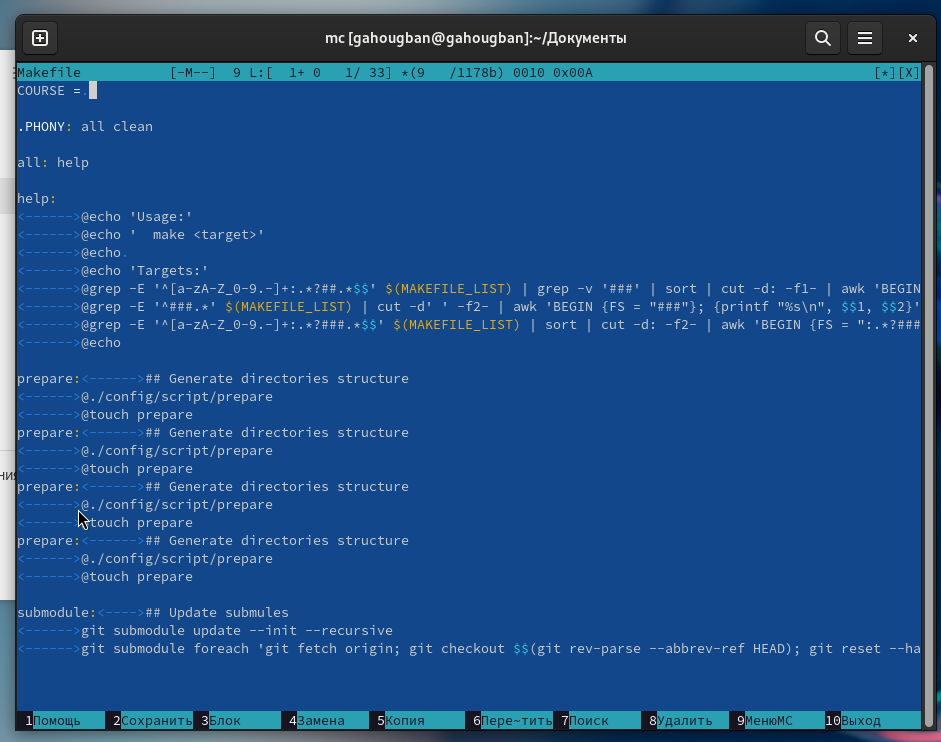 mc [gahougban@gahougban]:~/Документы
Makefile [-M--] 9 L:[ 1+ 0 1/ 33] *(9 /1178b) 0010 0x00A [*][X]
COURSE =.
.PHONY: all clean
all: help
help:
<------>@echo 'Usage:'
<------>@echo '  make <target>'
<------>@echo.
<------>@echo 'Targets:'
<------>@grep -E '^[a-zA-Z_0-9.-]+:.*?##.*$$' $(MAKEFILE_LIST) | grep -v '###' | sort | cut -d: -f1- | awk 'BEGIN
<------>@grep -E '^###.*' $(MAKEFILE_LIST) | cut -d' ' -f2- | awk 'BEGIN {FS = "###"}; {printf "%s\n", $$1, $$2}'
<------>@grep -E '^[a-zA-Z_0-9.-]+:.*?###.*$$' $(MAKEFILE_LIST) | sort | cut -d: -f2- | awk 'BEGIN {FS = ":.*?###
<------>@echo
prepare:<------>## Generate directories structure
<------>@./config/script/prepare
<------>@touch prepare
prepare:<------>## Generate directories structure
<------>@./config/script/prepare
<------>@touch prepare
prepare:<------>## Generate directories structure
<------>@./config/script/prepare
<------>@touch prepare
prepare:<------>## Generate directories structure
<------>@./config/script/prepare
<------>@touch prepare
submodule:<---->## Update submules
<------>git submodule update --init --recursive
<------>git submodule foreach 'git fetch origin; git checkout $$(git rev-parse --abbrev-ref HEAD); git reset --ha
1Помощь 2Сохранить 3Блок 4Замена 5Копия 6Пере~тить 7Поиск 8Удалить 9МенюMC 10Выход